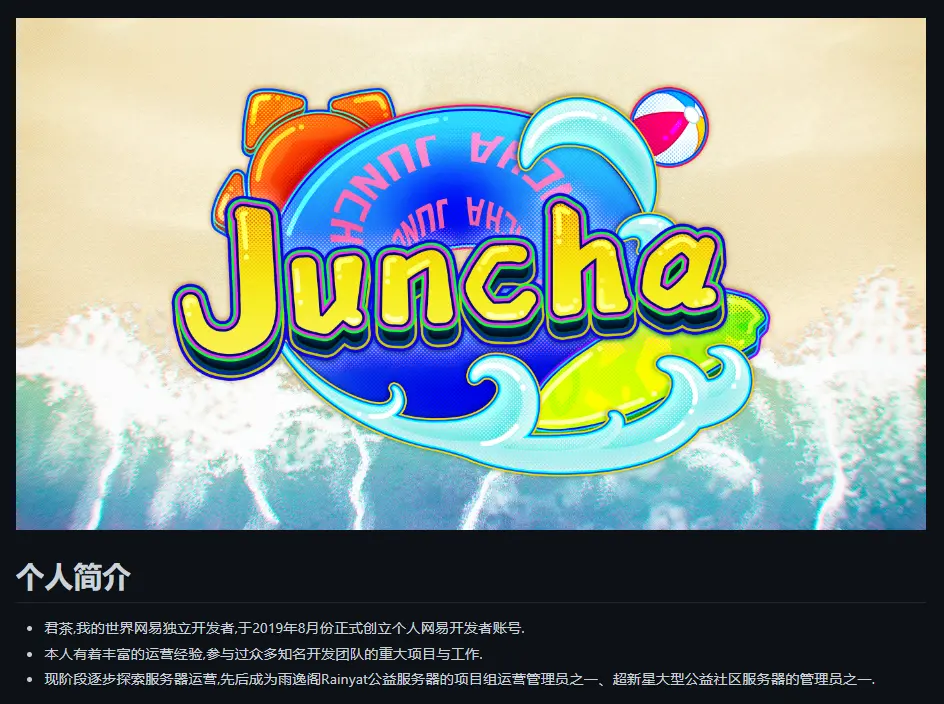 JUNCHA JUNCHA
JUNCHA JUNCHA
Juncha
个人简介
君茶,我的世界网易独立开发者,于2019年8月份正式创立个人网易开发者账号.
本人有着丰富的运营经验,参与过众多知名开发团队的重大项目与工作.
现阶段逐步探索服务器运营,先后成为雨逸阁Rainyat公益服务器的项目组运营管理员之一、超新星大型公益社区服务器的管理员之一.